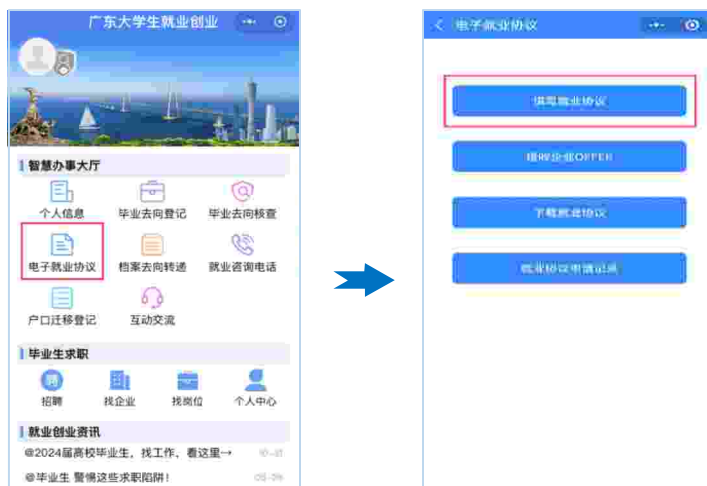 广东大学生就业创业
智慧办事大厅
个人信息 毕业去向登记 毕业去向核查
电子就业协议 档案去向转递 就业咨询电话
户口迁移登记 互动交流
毕业生求职
聘
招聘 找企业 找岗位 个人中心
就业创业资讯
@2024届高校毕业生,找工作,看这里→
@毕业生 警惕这些求职陷阱!
电子就业协议
填写就业协议
接收企业OFFER
下载就业协议
就业协议申请记录